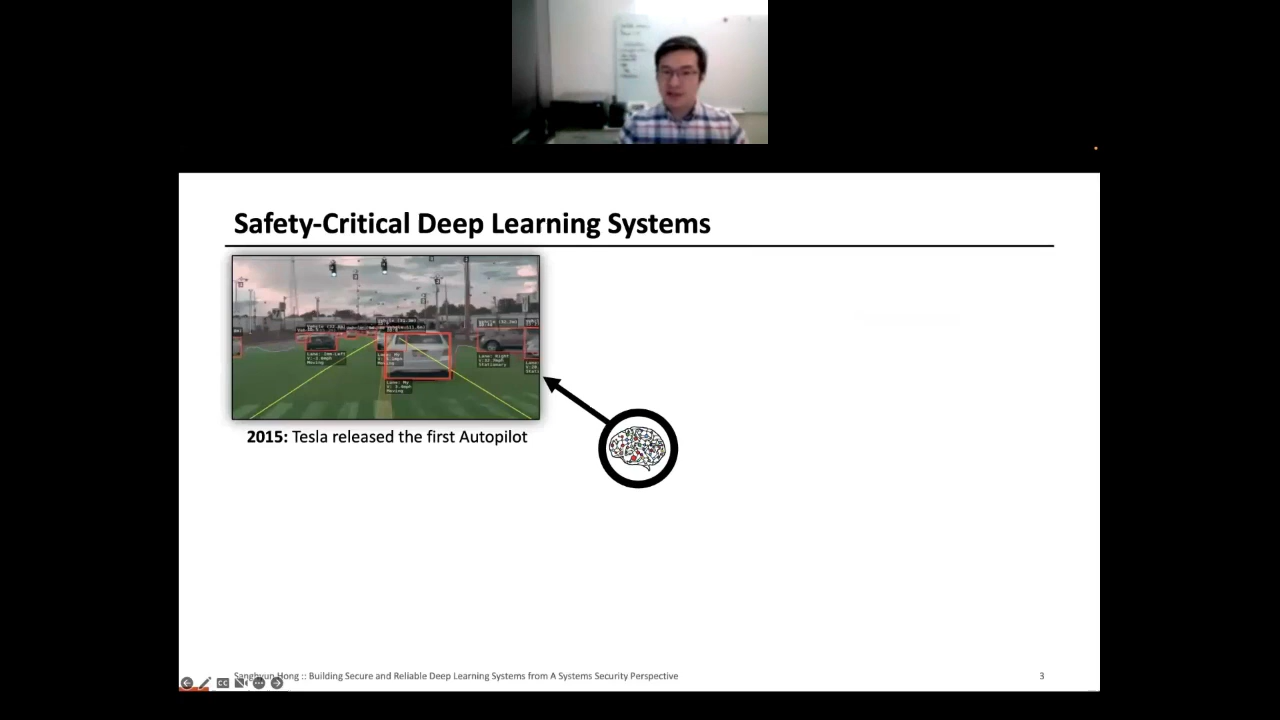 Safety-Critical Deep Learning Systems
2015: Tesla released the first Autopilot
Sanghyun Hong :: Building Secure and Reliable Deep Learning Systems from A Systems Security Perspective
3